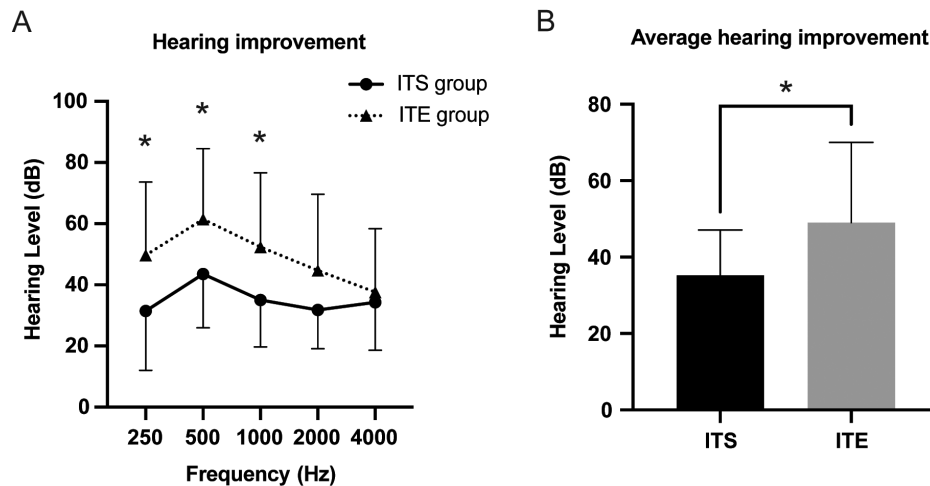 A
Hearing improvement
ITS group
ITE group
Hearing Level (dB)
100
80
60
40
20
0
* * *
250 500 1000 2000 4000
Frequency (Hz)
B
Average hearing improvement
*
Hearing Level (dB)
80
60
40
20
0
ITS ITE